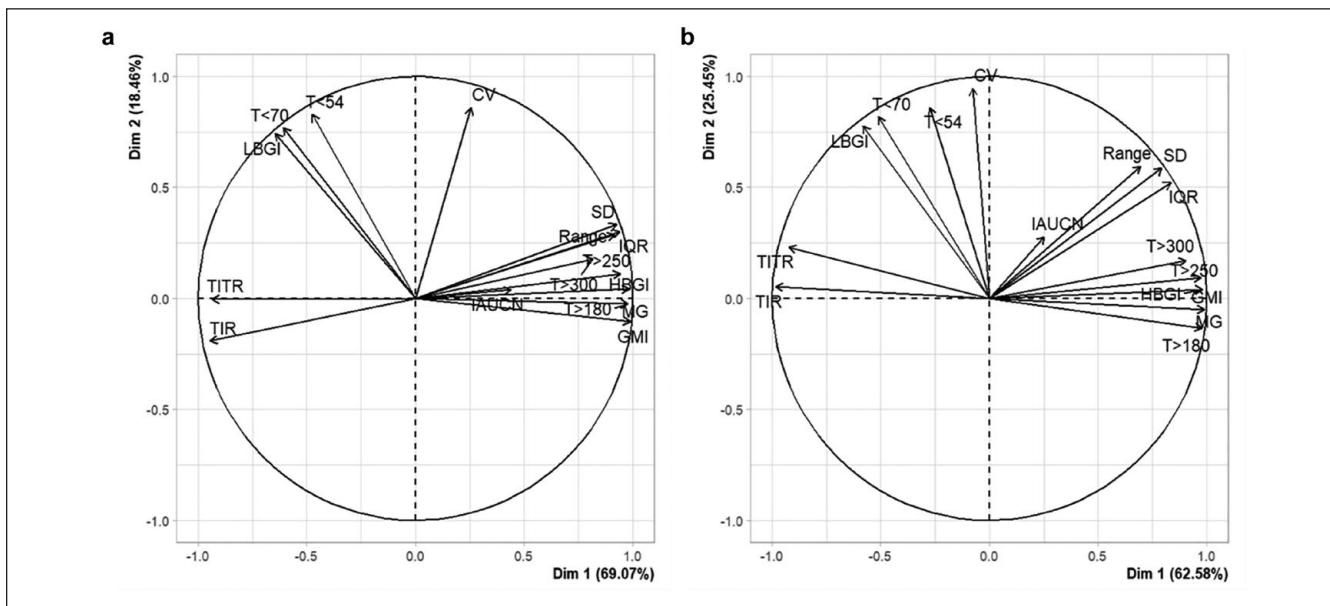 a
Dim 2 (18.46%)
1.0
0.5
0.0
-0.5
-1.0
T<54
T<70
LBGI
CV
SD
Range
IQR
T>250
TITR
T>300
HBGI
IAUCN
T>180
MG
TIR
GMI
-1.0
-0.5
0.0
0.5
1.0
Dim 1 (69.07%)
b
Dim 2 (25.45%)
1.0
0.5
0.0
-0.5
-1.0
CV
T<70
T<54
LBGI
Range
SD
IQR
IAUCN
T>300
TITR
T>250
TIR
HBGI
GMI
MG
T>180
-1.0
-0.5
0.0
0.5
1.0
Dim 1 (62.58%)